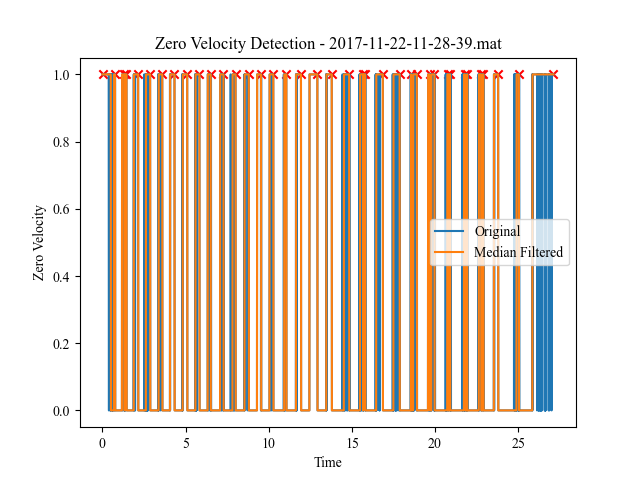 Zero Velocity Detection - 2017-11-22-11-28-39.mat
1.0
0.8
0.6
0.4
0.2
0.0
Zero Velocity
Original
Median Filtered
0
5
10
15
20
25
Time